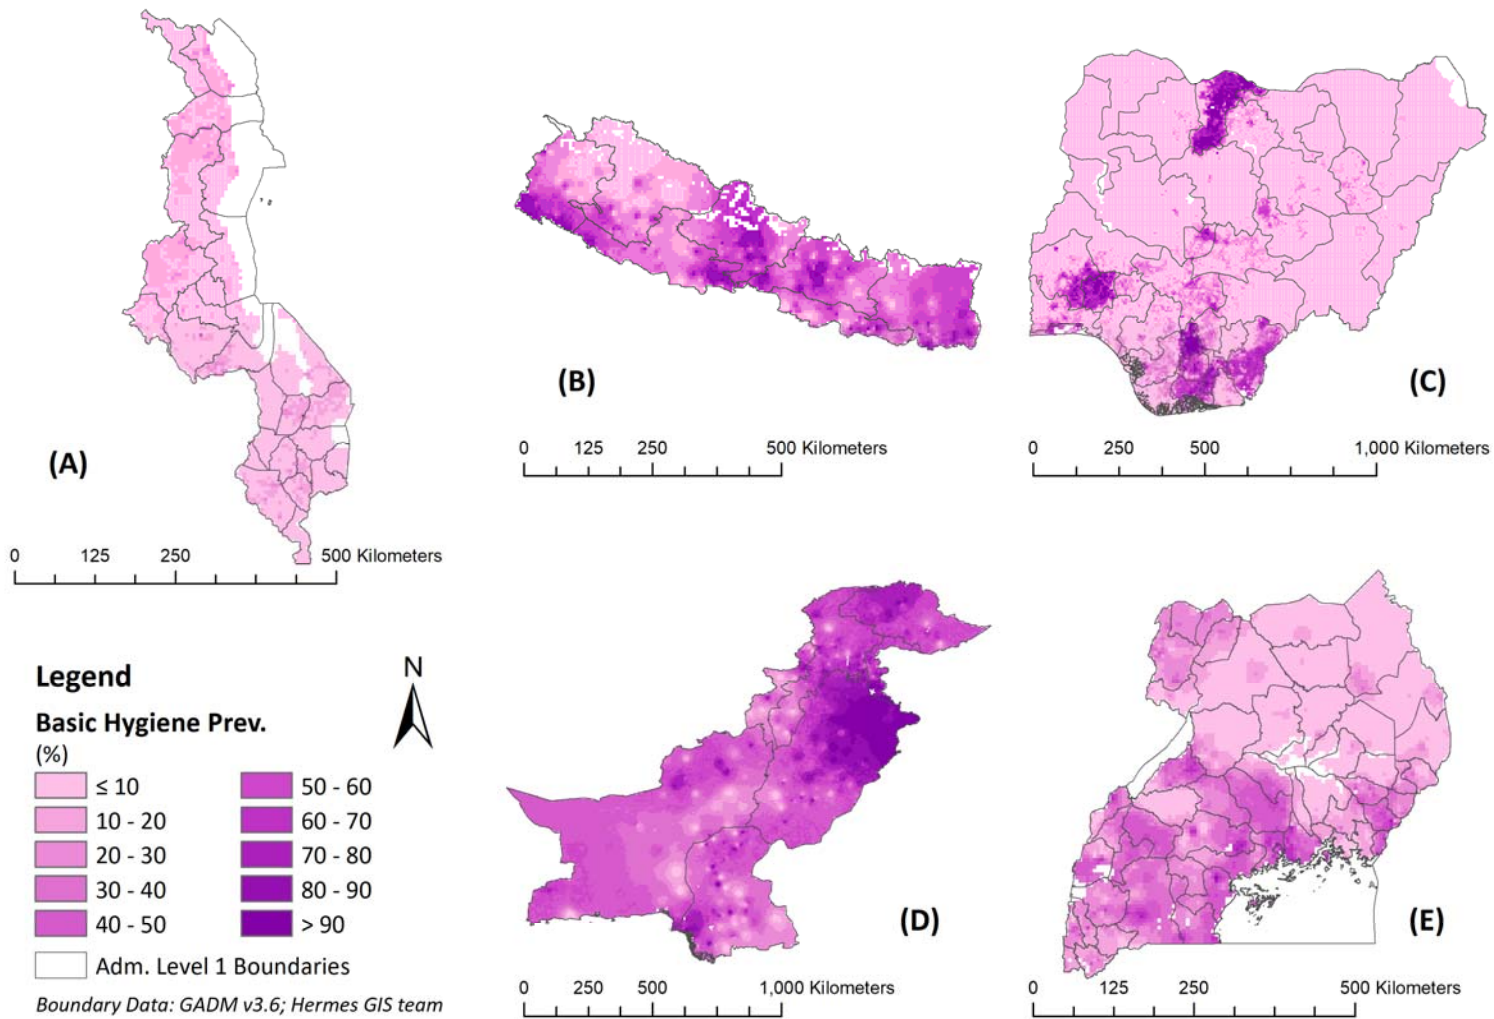 (A)
0 125 250 500 Kilometers
(B)
0 125 250 500 Kilometers
(C)
0 250 500 1,000 Kilometers
Legend
Basic Hygiene Prev.
(%)
≤ 10
10 - 20
20 - 30
30 - 40
40 - 50
50 - 60
60 - 70
70 - 80
80 - 90
> 90
Adm. Level 1 Boundaries
Boundary Data: GADM v3.6; Hermes GIS team
N
(D)
0 250 500 1,000 Kilometers
(E)
0 125 250 500 Kilometers